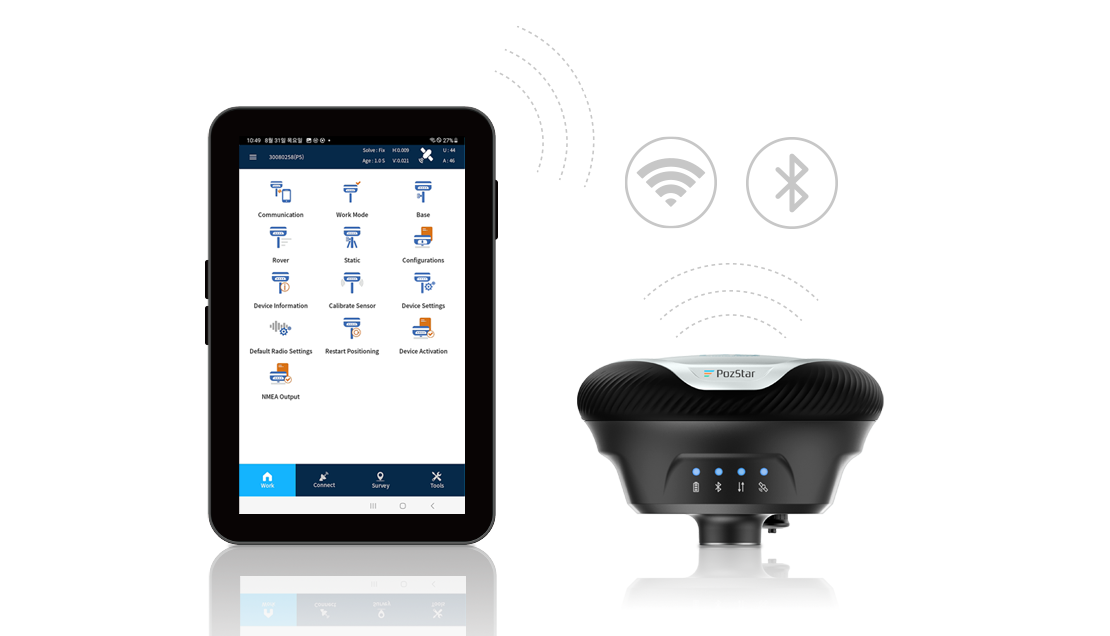 10:49 8월 31일 목요일
27%
30080258(P5)
Solve : Fix H:0.009 U : 44
Age : 1.0 S V:0.021 A : 46
Communication Work Mode Base
Rover Static Configurations
Device Information Calibrate Sensor Device Settings
Default Radio Settings Restart Positioning Device Activation
NMEA Output
Work Connect Survey Tools
PozStar